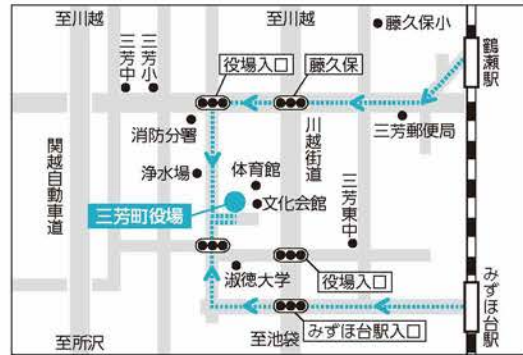 至川越
至川越
藤久保小
鶴瀬駅
三芳中
三芳小
役場入口
藤久保
消防分署
川越街道
三芳郵便局
関越自動車道
浄水場
体育館
三芳町役場
文化会館
三芳東中
淑徳大学
役場入口
みずほ台駅
至所沢
至池袋
みずほ台駅入口